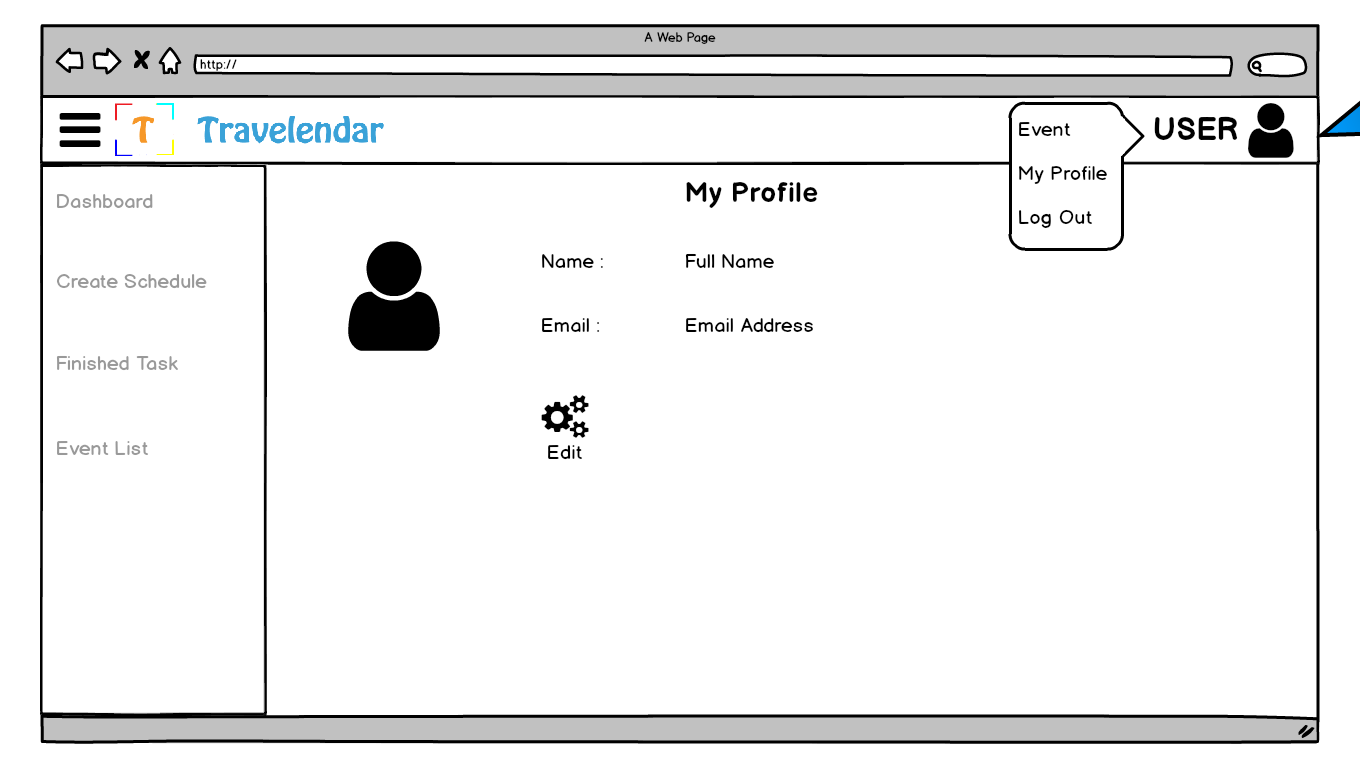 A Web Page
http://
T
Travelendar
Event
USER
My Profile
Log Out
Dashboard
Create Schedule
Finished Task
Event List
My Profile
Name :
Full Name
Email :
Email Address
Edit